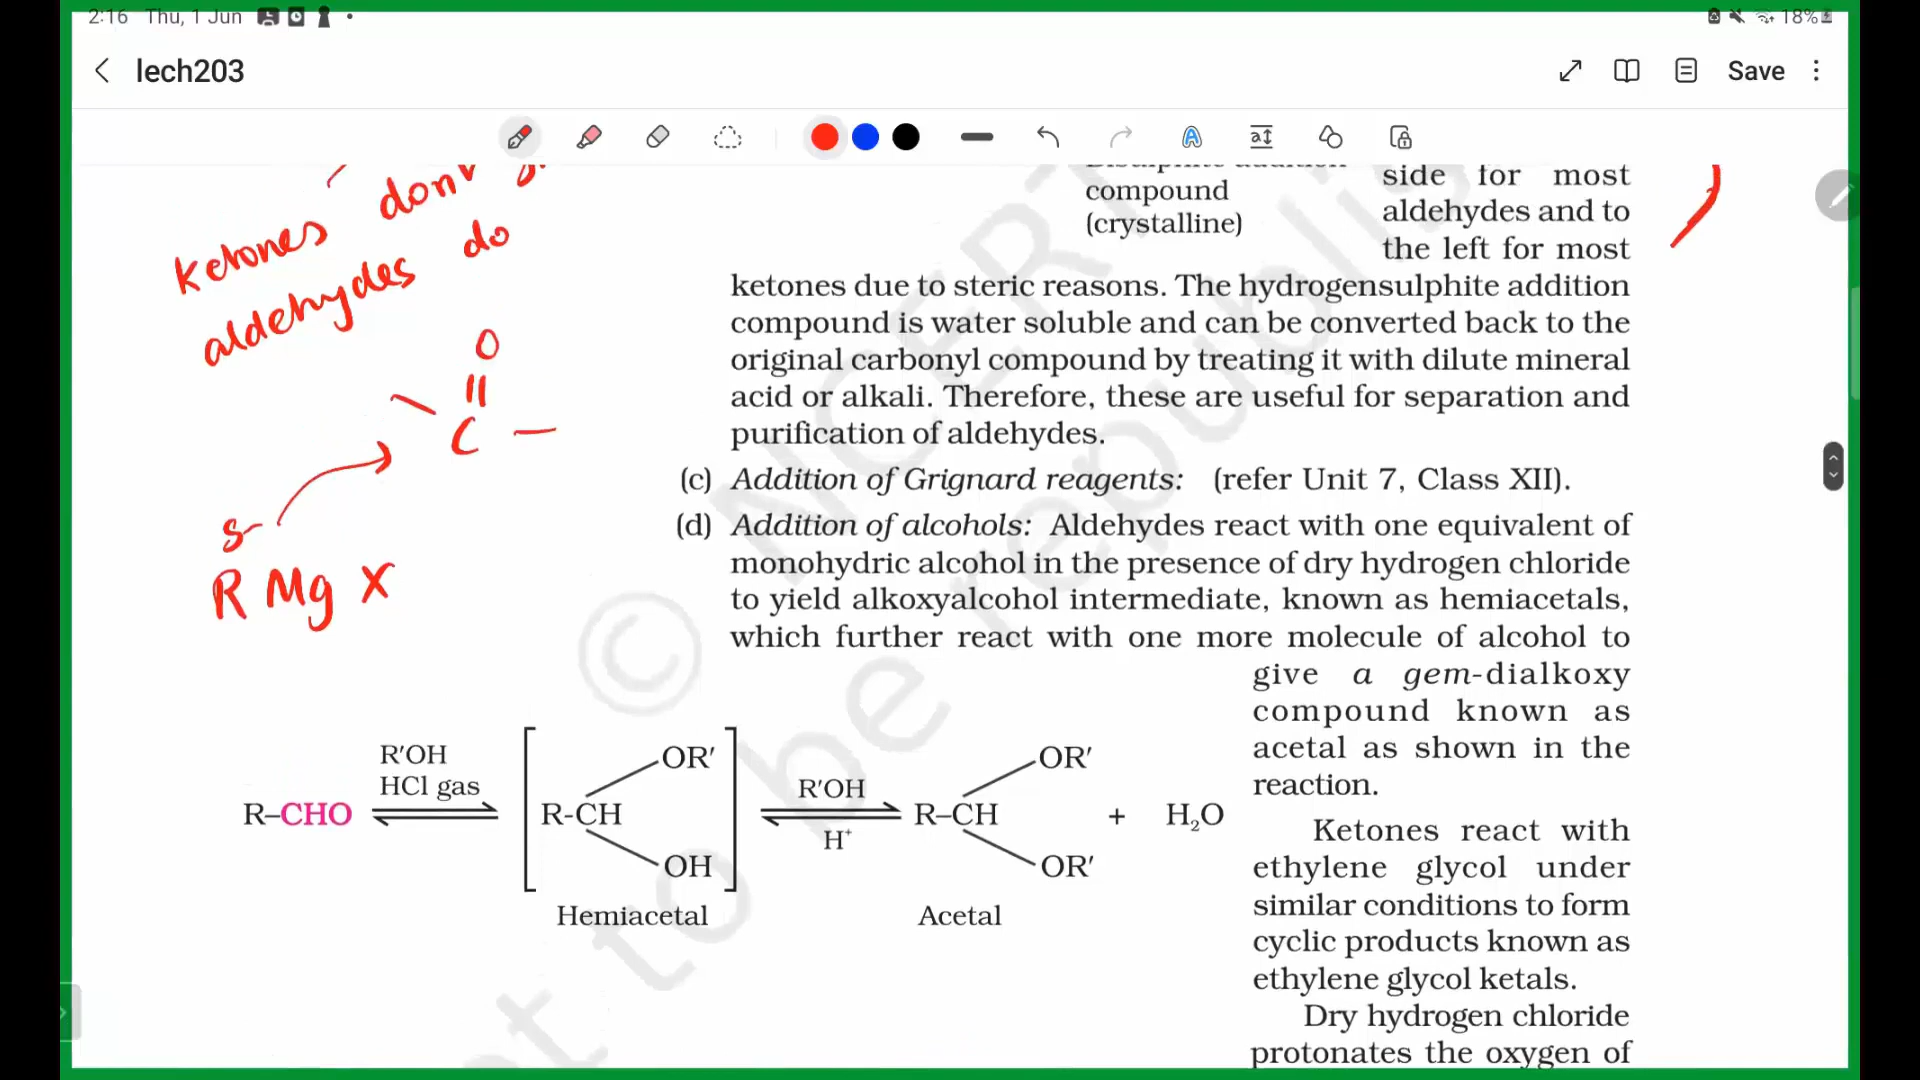 2:16 Thu, 1 Jun
18%
lech203
Save
Ketones don't
aldehydes do
O
C
δ-
R Mg X
compound
(crystalline)
side for most
aldehydes and to
the left for most
ketones due to steric reasons. The hydrogensulphite addition
compound is water soluble and can be converted back to the
original carbonyl compound by treating it with dilute mineral
acid or alkali. Therefore, these are useful for separation and
purification of aldehydes.
(c) Addition of Grignard reagents: (refer Unit 7, Class XII).
(d) Addition of alcohols: Aldehydes react with one equivalent of
monohydric alcohol in the presence of dry hydrogen chloride
to yield alkoxyalcohol intermediate, known as hemiacetals,
which further react with one more molecule of alcohol to
give a gem-dialkoxy
compound known as
acetal as shown in the
reaction.
R'OH
HCl gas
R–CHO
OR'
R-CH
OH
Hemiacetal
R'OH
H⁺
OR'
R–CH
OR'
Acetal
+ H₂O
Ketones react with
ethylene glycol under
similar conditions to form
cyclic products known as
ethylene glycol ketals.
Dry hydrogen chloride
protonates the oxygen of
© NCERT
not to be republished